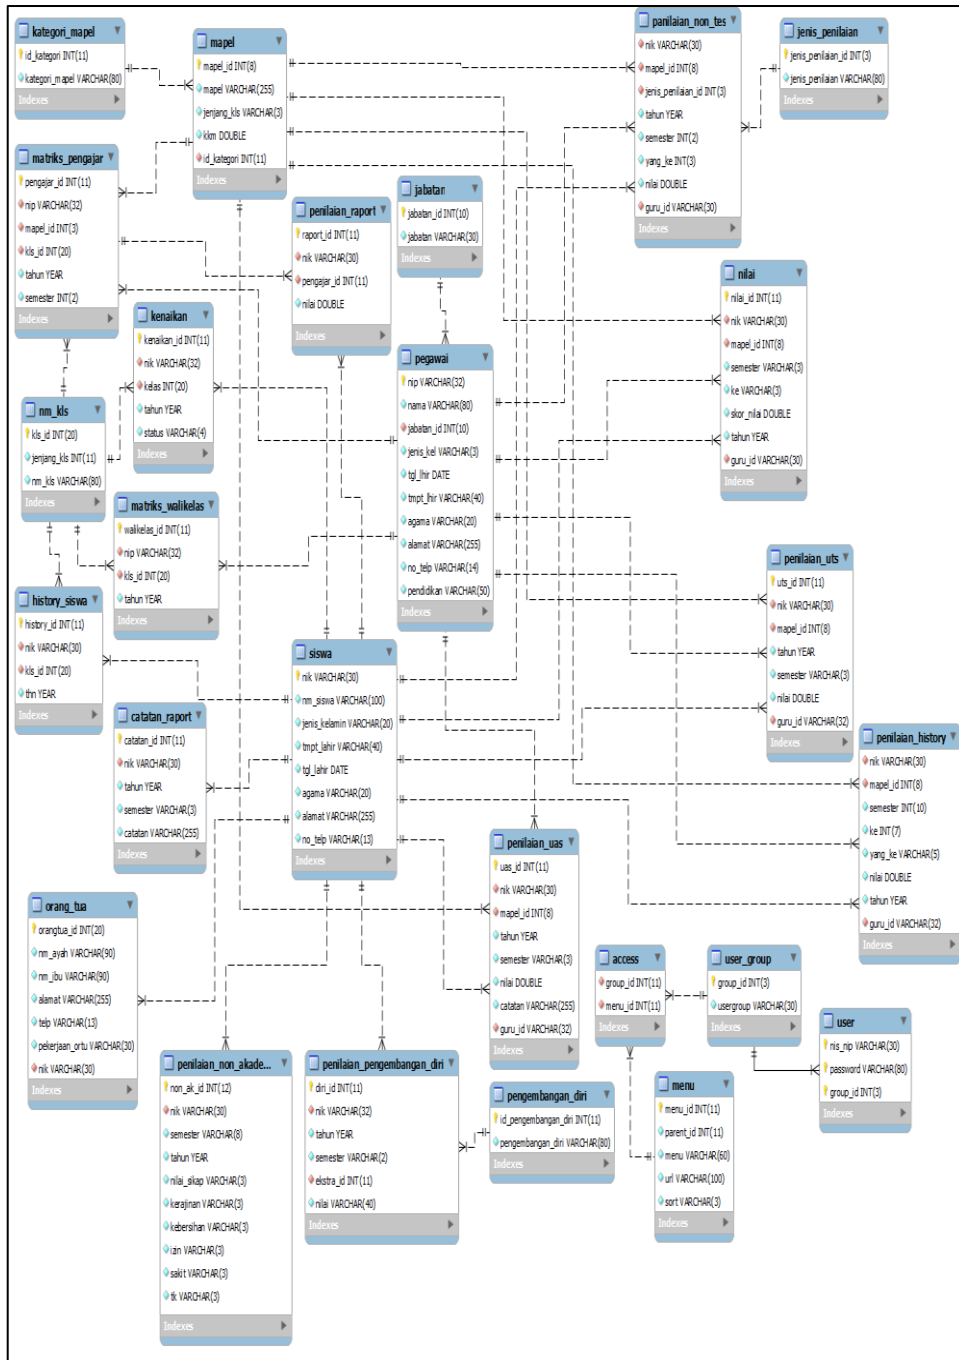 kategori_mapel
id_kategori INT(11)
kategori_mapel VARCHAR(80)
Indexes
mapel
mapel_id INT(8)
mapel VARCHAR(255)
jenjang_kls VARCHAR(3)
kkm DOUBLE
id_kategori INT(11)
Indexes
panilaian_non_tes
nik VARCHAR(30)
mapel_id INT(8)
jenis_penilaian_id INT(3)
tahun YEAR
semester INT(2)
yang_ke INT(3)
nilai DOUBLE
guru_id VARCHAR(30)
Indexes
jenis_penilaian
jenis_penilaian_id INT(3)
jenis_penilaian VARCHAR(80)
Indexes
matriks_pengajar
pengajar_id INT(11)
nip VARCHAR(32)
mapel_id INT(3)
kls_id INT(20)
tahun YEAR
semester INT(2)
Indexes
penilaian_raport
raport_id INT(11)
nik VARCHAR(30)
pengajar_id INT(11)
nilai DOUBLE
Indexes
jabatan
jabatan_id INT(10)
jabatan VARCHAR(30)
Indexes
nilai
nilai_id INT(11)
nik VARCHAR(30)
mapel_id INT(8)
semester VARCHAR(3)
ke VARCHAR(3)
skor_nilai DOUBLE
tahun YEAR
guru_id VARCHAR(30)
Indexes
kenaikan
kenaikan_id INT(11)
nik VARCHAR(32)
kelas INT(20)
tahun YEAR
status VARCHAR(4)
Indexes
pegawai
nip VARCHAR(32)
nama VARCHAR(80)
jabatan_id INT(10)
jenis_kel VARCHAR(3)
tgl_lhir DATE
tmpt_lhir VARCHAR(40)
agama VARCHAR(20)
alamat VARCHAR(255)
no_telp VARCHAR(14)
pendidikan VARCHAR(50)
Indexes
nm_kls
kls_id INT(20)
jenjang_kls INT(11)
nm_kls VARCHAR(80)
Indexes
matriks_walikelas
walikelas_id INT(11)
nip VARCHAR(32)
kls_id INT(20)
tahun YEAR
Indexes
penilaian_uts
uts_id INT(11)
nik VARCHAR(30)
mapel_id INT(8)
tahun YEAR
semester VARCHAR(3)
nilai DOUBLE
guru_id VARCHAR(32)
Indexes
history_siswa
history_id INT(11)
nik VARCHAR(30)
kls_id INT(20)
thn YEAR
Indexes
siswa
nik VARCHAR(30)
nm_siswa VARCHAR(100)
jenis_kelamin VARCHAR(20)
tmpt_lahir VARCHAR(40)
tgl_lahir DATE
agama VARCHAR(20)
alamat VARCHAR(255)
no_telp VARCHAR(13)
Indexes
catatan_raport
catatan_id INT(11)
nik VARCHAR(30)
tahun YEAR
semester VARCHAR(3)
catatan VARCHAR(255)
Indexes
penilaian_history
nik VARCHAR(30)
mapel_id INT(8)
semester INT(10)
ke INT(7)
yang_ke VARCHAR(5)
nilai DOUBLE
tahun YEAR
guru_id VARCHAR(32)
Indexes
penilaian_uas
uas_id INT(11)
nik VARCHAR(30)
mapel_id INT(8)
tahun YEAR
semester VARCHAR(3)
nilai DOUBLE
catatan VARCHAR(255)
guru_id VARCHAR(32)
Indexes
orang_tua
orangtua_id INT(20)
nm_ayah VARCHAR(90)
nm_ibu VARCHAR(90)
alamat VARCHAR(255)
telp VARCHAR(13)
pekerjaan_ortu VARCHAR(30)
nik VARCHAR(30)
Indexes
access
group_id INT(11)
menu_id INT(11)
Indexes
user_group
group_id INT(3)
usergroup VARCHAR(30)
Indexes
user
nis_nip VARCHAR(30)
password VARCHAR(80)
group_id INT(3)
Indexes
penilaian_non_akade...
non_ak_id INT(12)
nik VARCHAR(30)
semester VARCHAR(8)
tahun YEAR
nilai_sikap VARCHAR(3)
kerajinan VARCHAR(3)
kebersihan VARCHAR(3)
izin VARCHAR(3)
sakit VARCHAR(3)
tk VARCHAR(3)
Indexes
penilaian_pengembangan_diri
diri_id INT(11)
nik VARCHAR(32)
tahun YEAR
semester VARCHAR(2)
ekstra_id INT(11)
nilai VARCHAR(40)
Indexes
pengembangan_diri
id_pengembangan_diri INT(11)
pengembangan_diri VARCHAR(80)
Indexes
menu
menu_id INT(11)
parent_id INT(11)
menu VARCHAR(60)
url VARCHAR(100)
sort VARCHAR(3)
Indexes